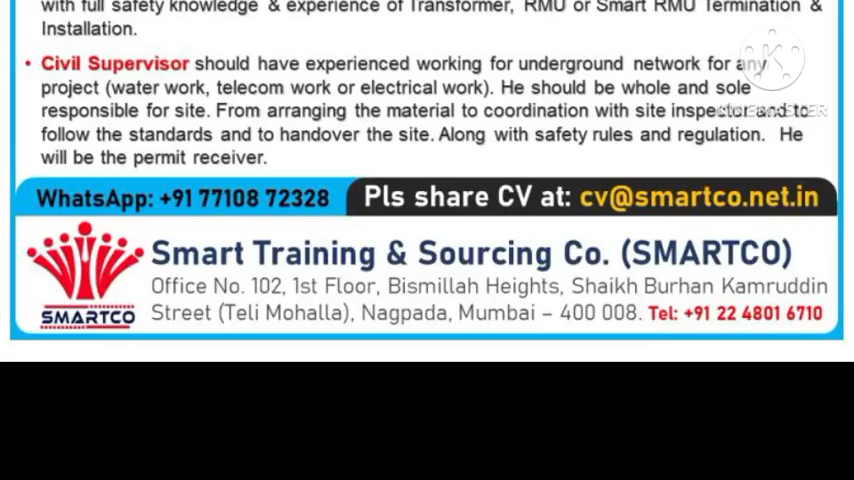 with full safety knowledge & experience of Transformer, RMU or Smart RMU Termination &
Installation.
• Civil Supervisor should have experienced working for underground network for any
project (water work, telecom work or electrical work). He should be whole and sole
responsible for site. From arranging the material to coordination with site inspector and to
follow the standards and to handover the site. Along with safety rules and regulation. He
will be the permit receiver.
WhatsApp: +91 77108 72328
Pls share CV at: cv@smartco.net.in
Smart Training & Sourcing Co. (SMARTCO)
Office No. 102, 1st Floor, Bismillah Heights, Shaikh Burhan Kamruddin
Street (Teli Mohalla), Nagpada, Mumbai – 400 008. Tel: +91 22 4801 6710
SMARTCO